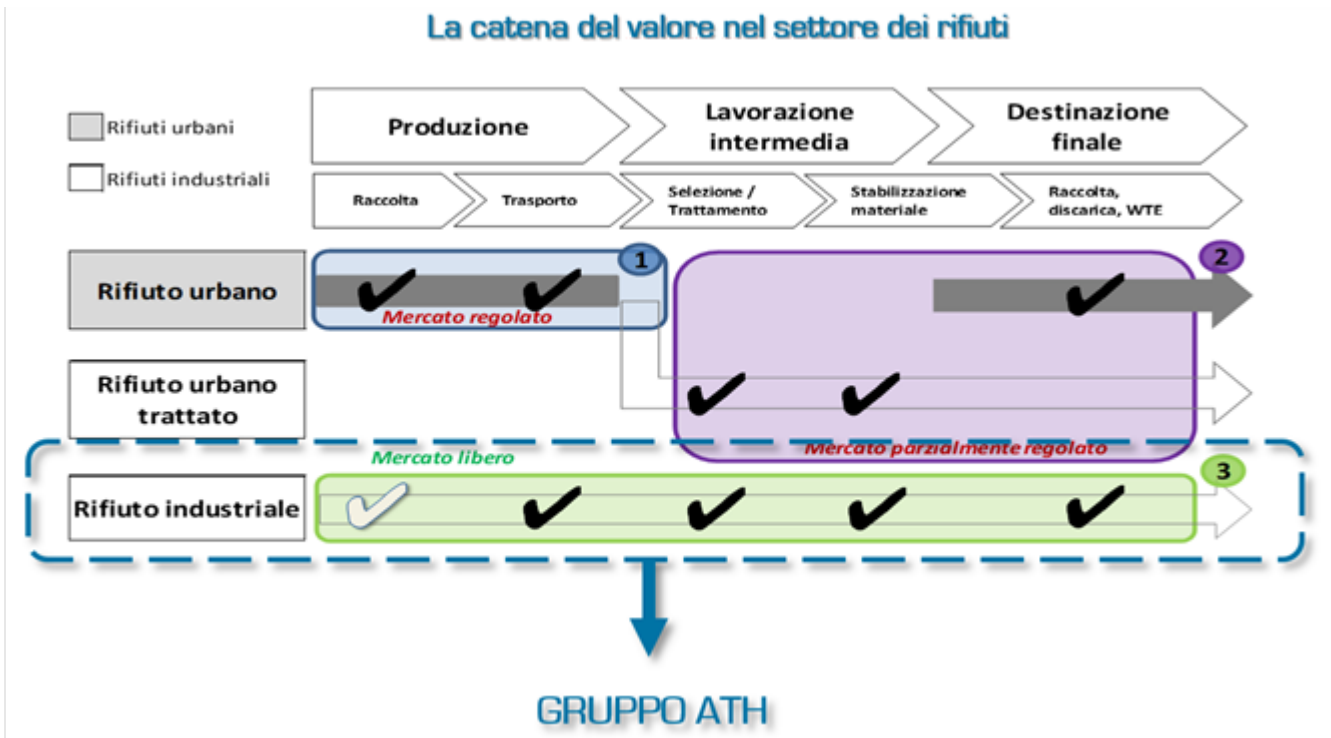 La catena del valore nel settore dei rifiuti
Rifiuti urbani
Rifiuti industriali
Produzione
Lavorazione
intermedia
Destinazione
finale
Raccolta
Trasporto
Selezione /
Trattamento
Stabilizzazione
materiale
Raccolta,
discarica, WTE
Rifiuto urbano
1
2
Mercato regolato
Rifiuto urbano
trattato
Mercato parzialmente regolato
Mercato libero
3
Rifiuto industriale
GRUPPO ATH